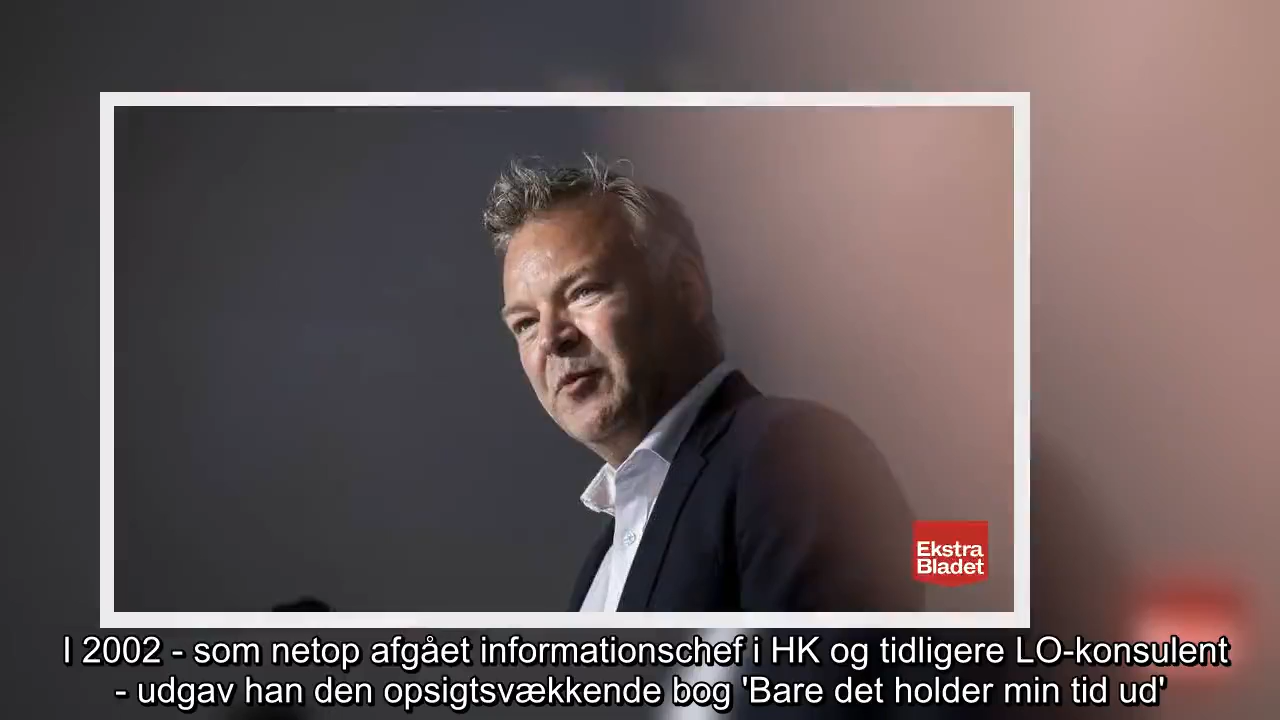 Ekstra
Bladet
I 2002 - som netop afgået informationschef i HK og tidligere LO-konsulent
- udgav han den opsigtsvækkende bog 'Bare det holder min tid ud'